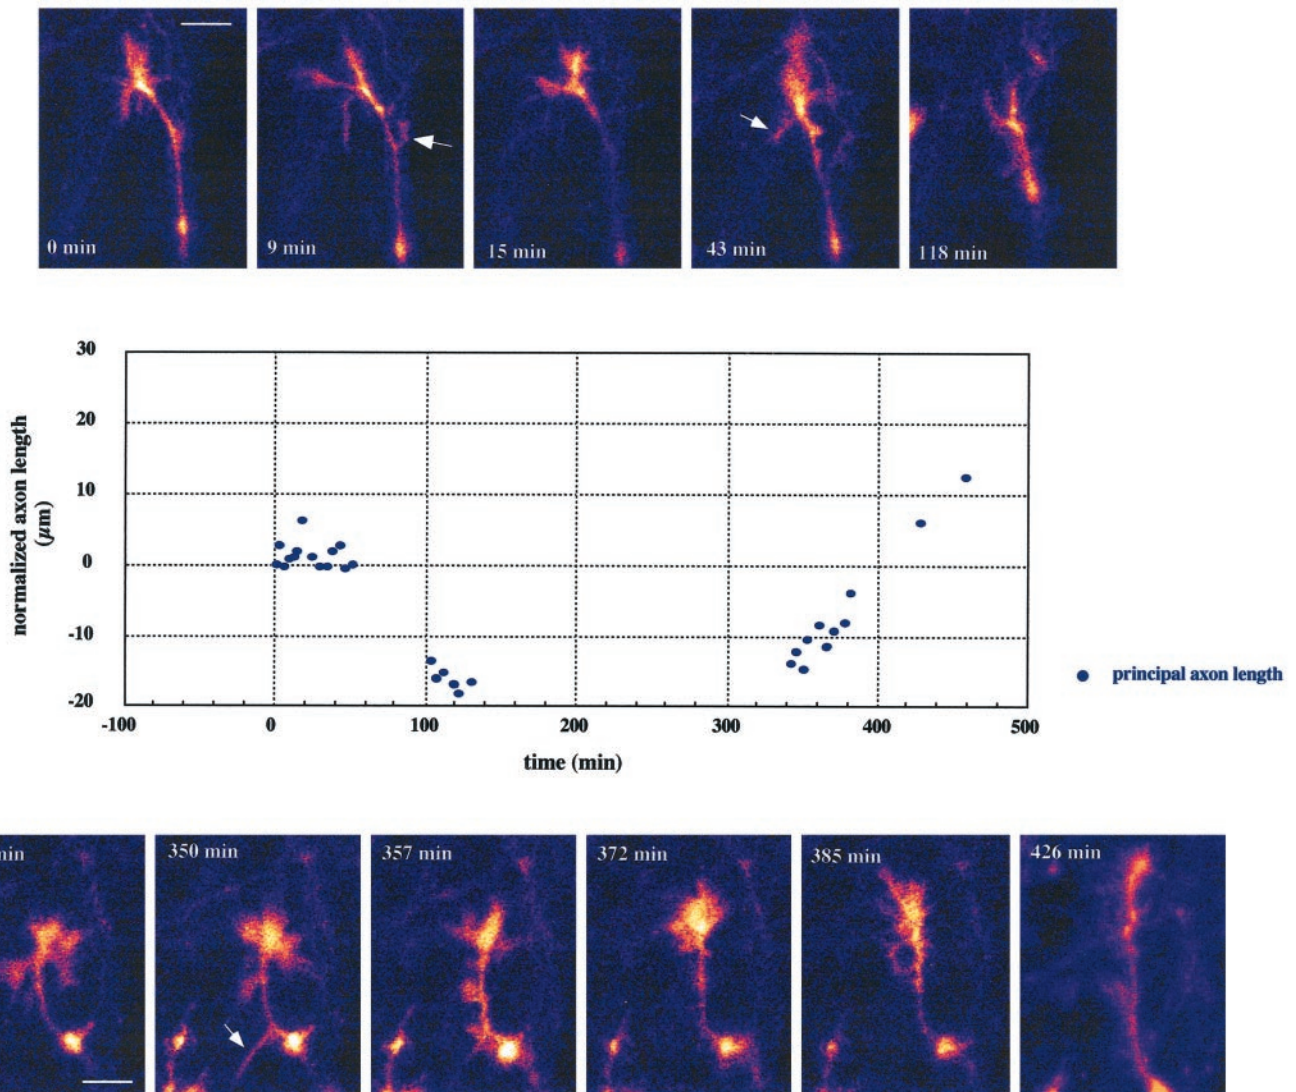 0 min
9 min
15 min
43 min
118 min
30
20
10
0
-10
-20
normalized axon length
(µm)
-100
0
100
200
300
400
500
time (min)
principal axon length
min
350 min
357 min
372 min
385 min
426 min